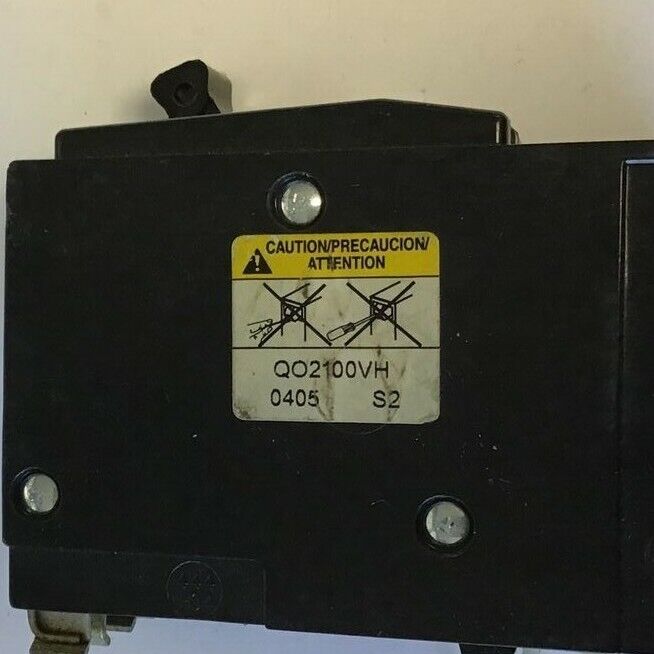 CAUTION/PRECAUCION/
ATTENTION
QO2100VH
0405 S2